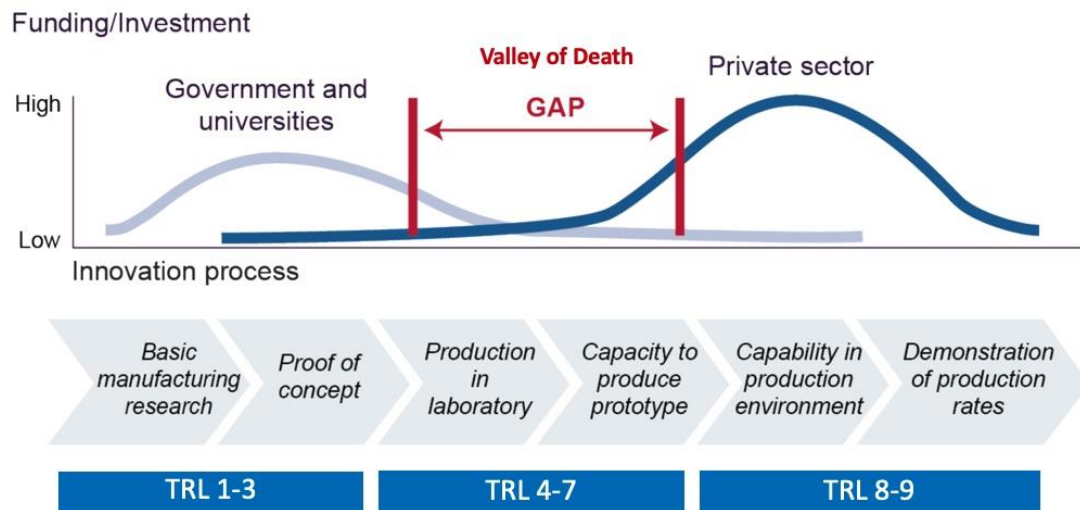 Funding/Investment
Valley of Death
Private sector
Government and
universities
High
GAP
Low
Innovation process
Basic
manufacturing
research
Proof of
concept
Production
in
laboratory
Capacity to
produce
prototype
Capability in
production
environment
Demonstration
of production
rates
TRL 1-3
TRL 4-7
TRL 8-9